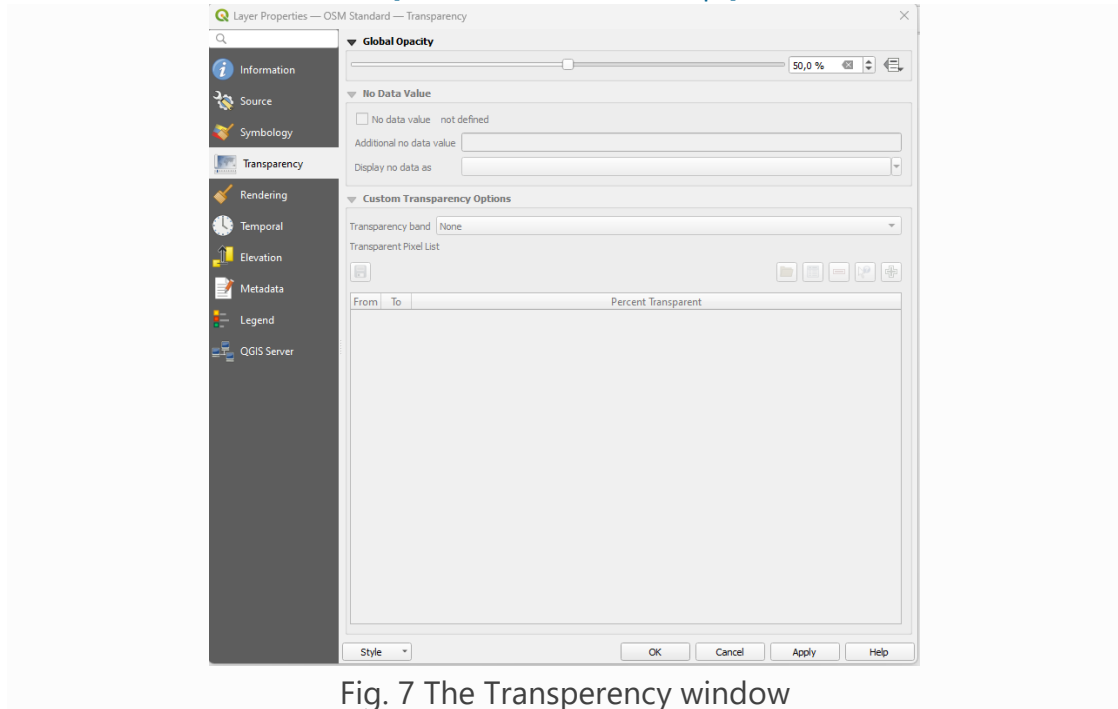 Layer Properties — OSM Standard — Transparency
Global Opacity
Information
50,0 %
No Data Value
Source
No data value not defined
Symbology
Additional no data value
Transparency
Display no data as
Rendering
Custom Transparency Options
Temporal
Transparency band None
Transparent Pixel List
Elevation
Metadata
From To Percent Transparent
Legend
QGIS Server
Style OK Cancel Apply Help
Fig. 7 The Transperency window